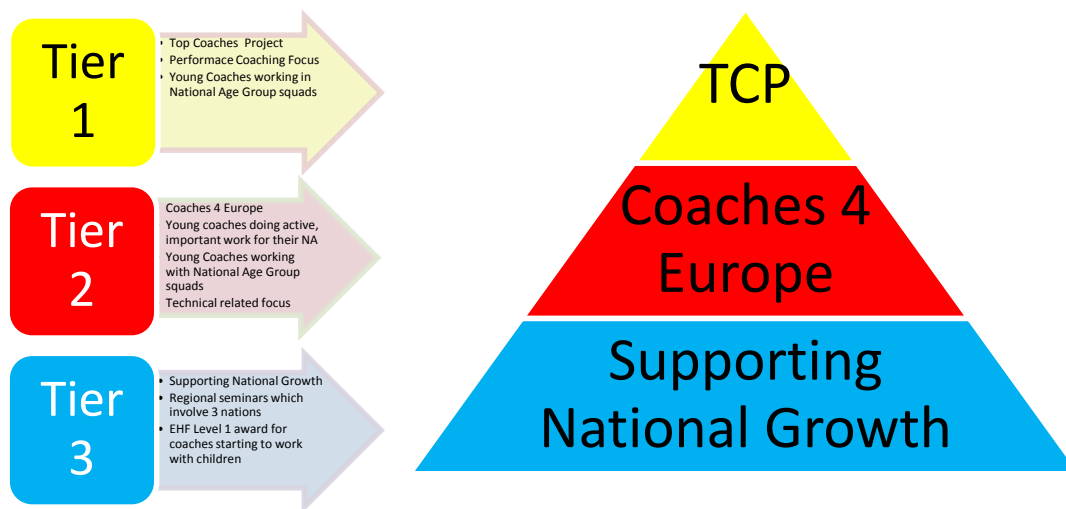 Tier
1
• Top Coaches Project
• Performace Coaching Focus
• Young Coaches working in
National Age Group squads
Tier
2
Coaches 4 Europe
Young coaches doing active,
important work for their NA
Young Coaches working
with National Age Group
squads
Technical related focus
Tier
3
• Supporting National Growth
• Regional seminars which
involve 3 nations
• EHF Level 1 award for
coaches starting to work
with children
TCP
Coaches 4
Europe
Supporting
National Growth